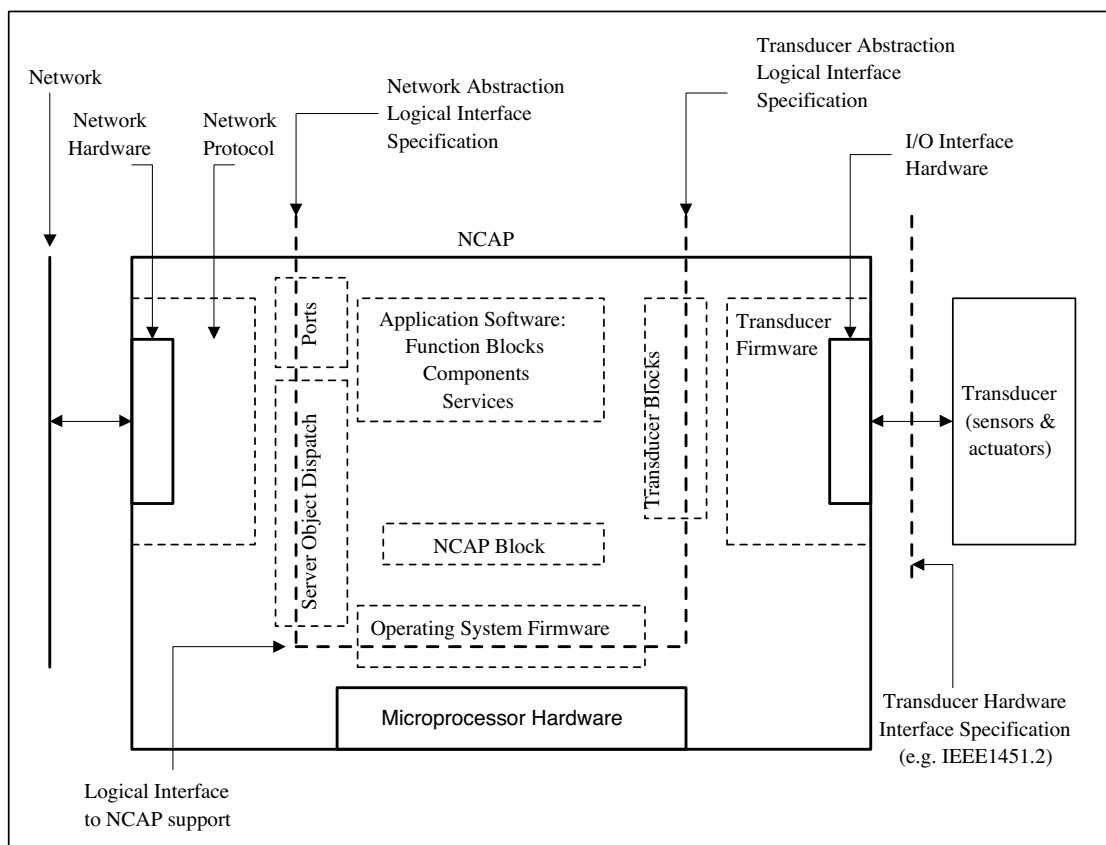 Network
Network
Hardware
Network
Protocol
Network Abstraction
Logical Interface
Specification
Transducer Abstraction
Logical Interface
Specification
I/O Interface
Hardware
NCAP
Ports
Server Object Dispatch
Application Software:
Function Blocks
Components
Services
NCAP Block
Operating System Firmware
Transducer Blocks
Transducer
Firmware
Transducer
(sensors &
actuators)
Microprocessor Hardware
Logical Interface
to NCAP support
Transducer Hardware
Interface Specification
(e.g. IEEE1451.2)